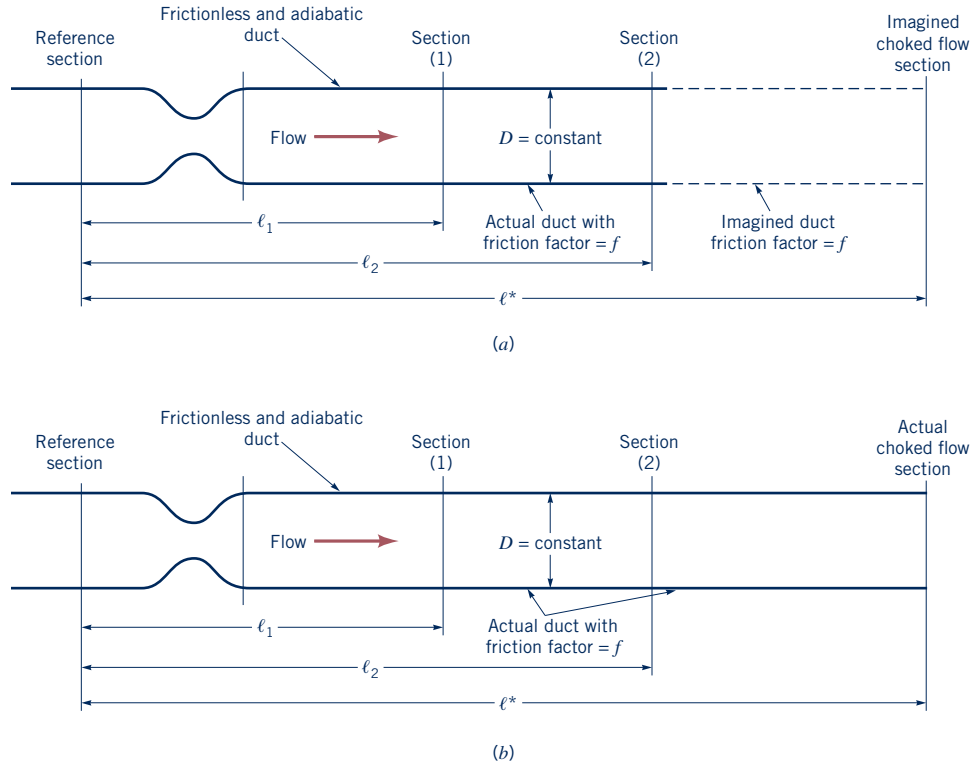 Frictionless and adiabatic
duct
Reference
section
Section
(1)
Section
(2)
Imagined
choked flow
section
Flow
D = constant
ℓ1
Actual duct with
friction factor = f
Imagined duct
friction factor = f
ℓ2
ℓ*
(a)
Frictionless and adiabatic
duct
Reference
section
Section
(1)
Section
(2)
Actual
choked flow
section
Flow
D = constant
ℓ1
Actual duct with
friction factor = f
ℓ2
ℓ*
(b)